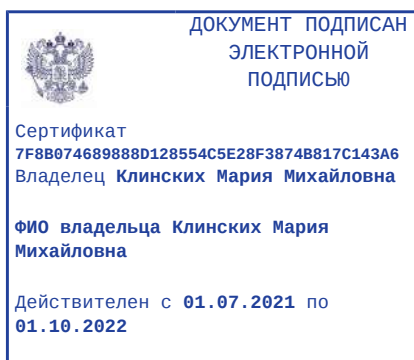 ДОКУМЕНТ ПОДПИСАН
ЭЛЕКТРОННОЙ
ПОДПИСЬЮ
Сертификат
7F8B074689888D128554C5E28F3874B817C143A6
Владелец Клинских Мария Михайловна
ФИО владельца Клинских Мария
Михайловна
Действителен с 01.07.2021 по
01.10.2022